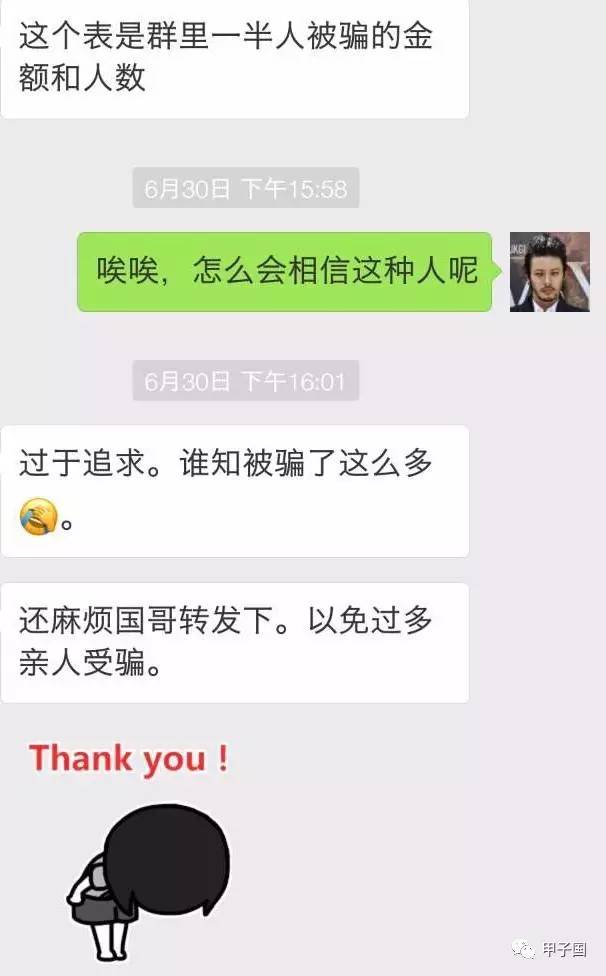 这个表是群里一半人被骗的金
额和人数
6月30日 下午15:58
唉唉，怎么会相信这种人呢
6月30日 下午16:01
过于追求。谁知被骗了这么多
🤦。
还麻烦国哥转发下。以免过多
亲人受骗。
Thank you !
甲子国